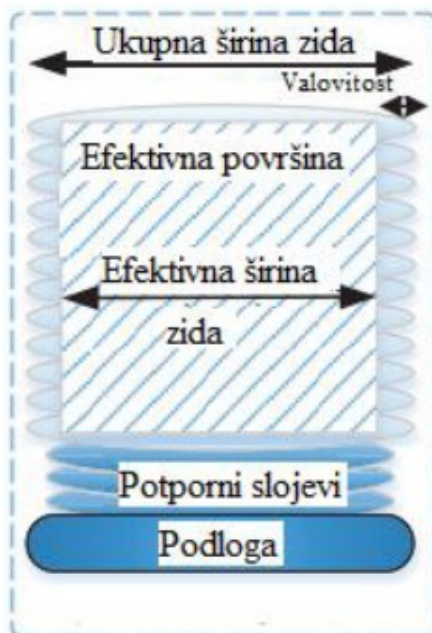 Ukupna širina zida
Valovitost
Efektivna površina
Efektivna širina
zida
Potporni slojevi
Podloga